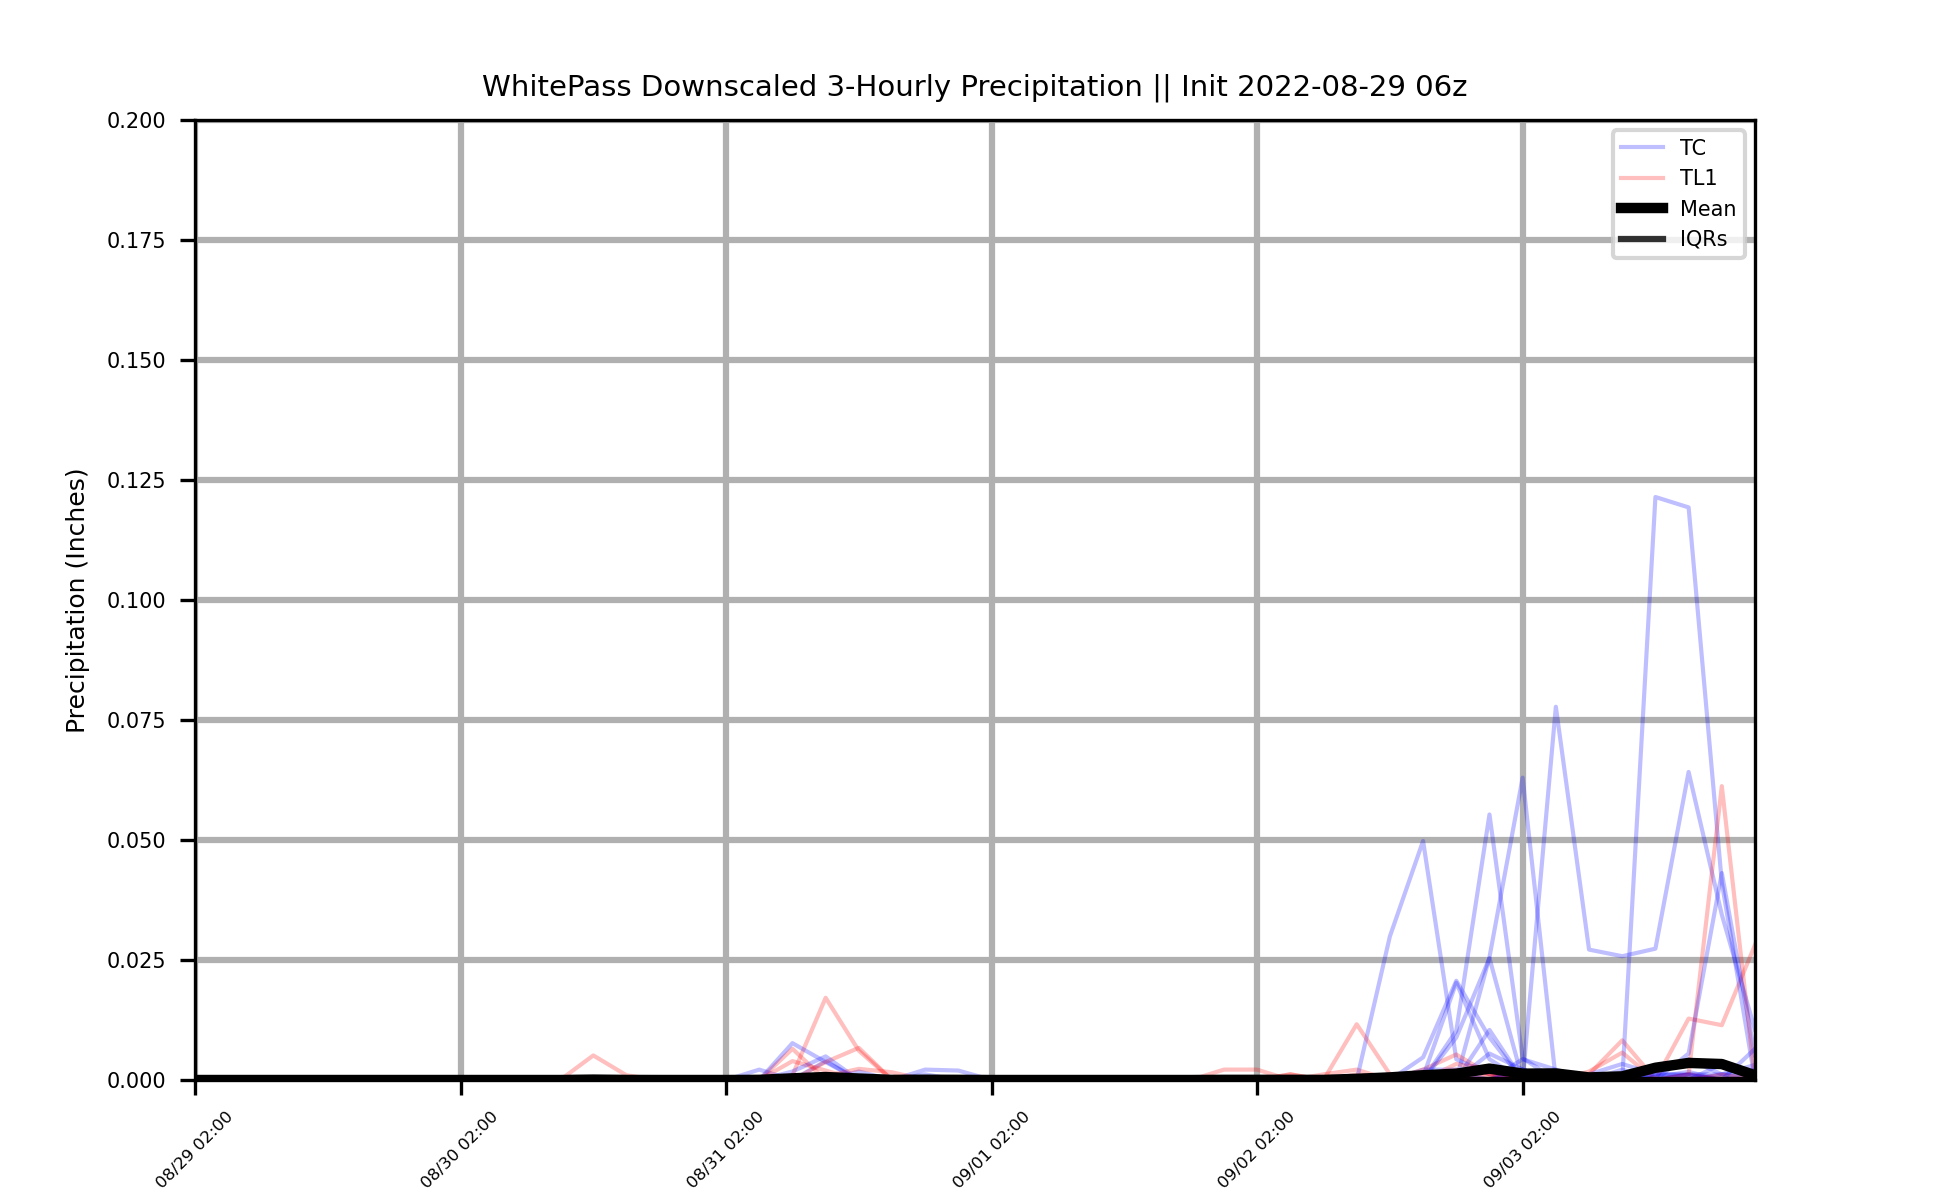 WhitePass Downscaled 3-Hourly Precipitation || Init 2022-08-29 06z
0.200
0.175
0.150
0.125
0.100
0.075
0.050
0.025
0.000
Precipitation (Inches)
TC
TL1
Mean
IQRs
08/29 02:00
08/30 02:00
08/31 02:00
09/01 02:00
09/02 02:00
09/03 02:00